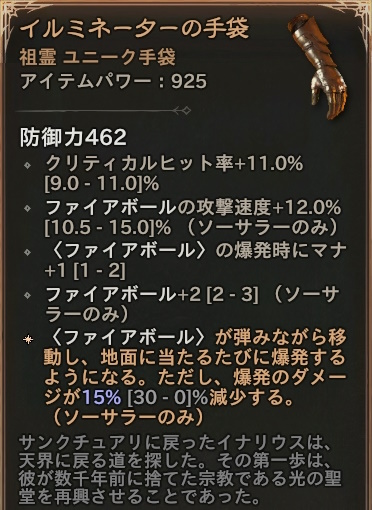 イルミネーターの手袋
祖霊 ユニーク手袋
アイテムパワー：925
防御力462
クリティカルヒット率+11.0%
[9.0 - 11.0]%
ファイアボールの攻撃速度+12.0%
[10.5 - 15.0]% （ソーサラーのみ）
〈ファイアボール〉の爆発時にマナ
+1 [1 - 2]
ファイアボール+2 [2 - 3] （ソーサ
ラーのみ）
〈ファイアボール〉が弾みながら移
動し、地面に当たるたびに爆発する
ようになる。ただし、爆発のダメー
ジが15% [30 - 0]%減少する。
（ソーサラーのみ）
サンクチュアリに戻ったイナリウスは、
天界に戻る道を探した。その第一歩は、
彼が数千年前に捨てた宗教である光の聖
堂を再興させることであった。